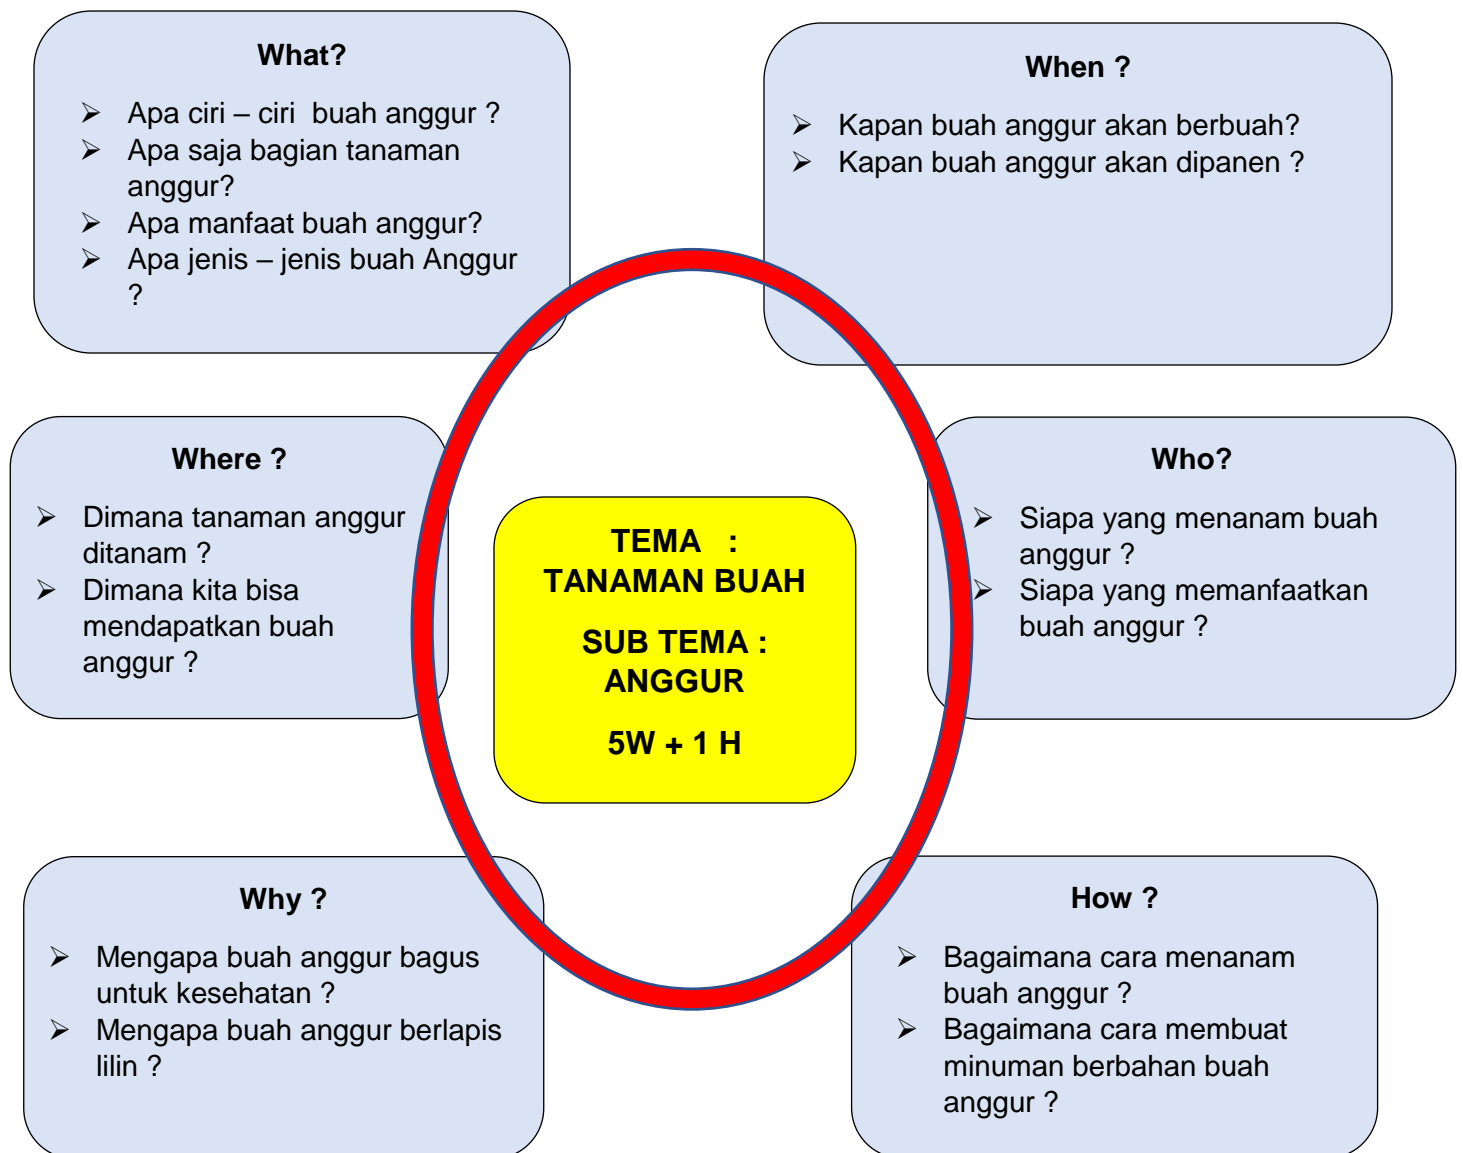 What?
➢ Apa ciri – ciri  buah anggur ?
➢ Apa saja bagian tanaman
anggur?
➢ Apa manfaat buah anggur?
➢ Apa jenis – jenis buah Anggur
?
When ?
➢ Kapan buah anggur akan berbuah?
➢ Kapan buah anggur akan dipanen ?
Where ?
➢ Dimana tanaman anggur
ditanam ?
➢ Dimana kita bisa
mendapatkan buah
anggur ?
TEMA   :
TANAMAN BUAH
SUB TEMA :
ANGGUR
5W + 1 H
Who?
➢ Siapa yang menanam buah
anggur ?
➢ Siapa yang memanfaatkan
buah anggur ?
Why ?
➢ Mengapa buah anggur bagus
untuk kesehatan ?
➢ Mengapa buah anggur berlapis
lilin ?
How ?
➢ Bagaimana cara menanam
buah anggur ?
➢ Bagaimana cara membuat
minuman berbahan buah
anggur ?